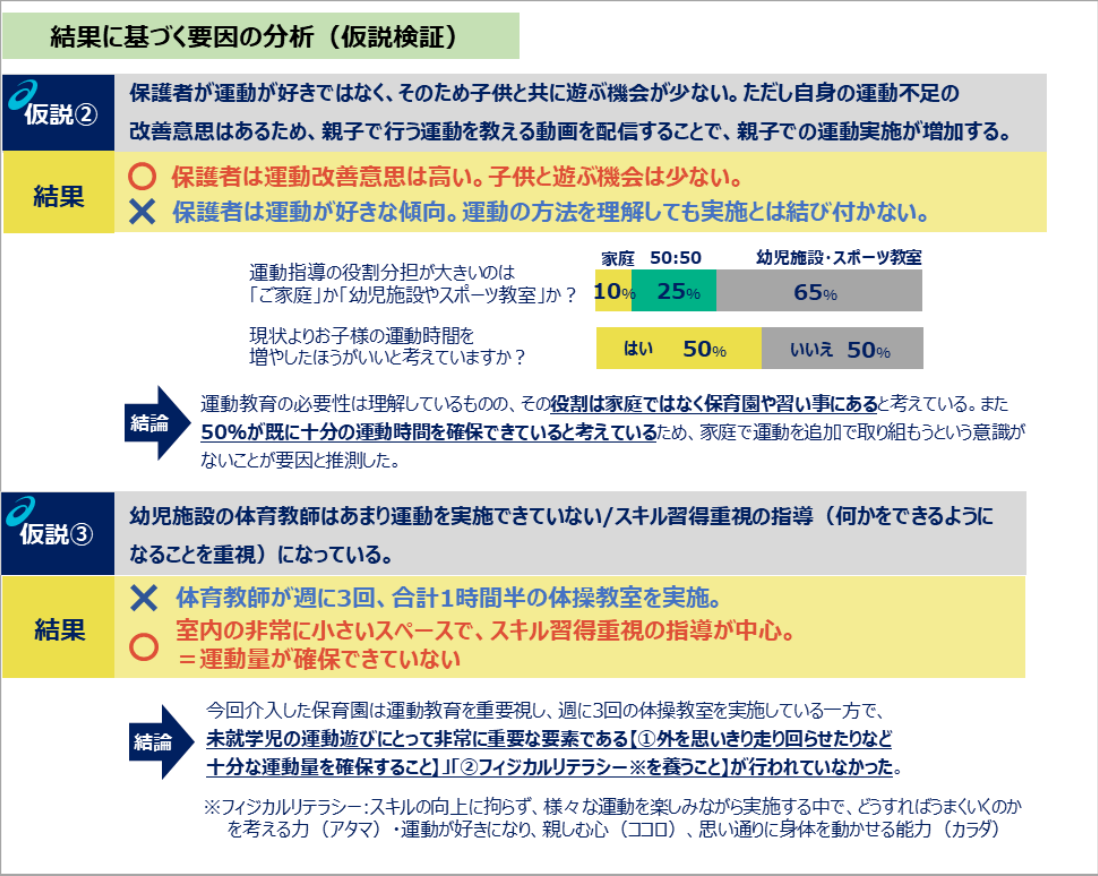 結果に基づく要因の分析（仮説検証）
仮説②
保護者が運動が好きではなく、そのため子供と共に遊ぶ機会が少ない。ただし自身の運動不足の
改善意思はあるため、親子で行う運動を教える動画を配信することで、親子での運動実施が増加する。
結果
○ 保護者は運動改善意思は高い。子供と遊ぶ機会は少ない。
× 保護者は運動が好きな傾向。運動の方法を理解しても実施とは結び付かない。
家庭 50:50 幼児施設・スポーツ教室
運動指導の役割分担が大きいのは
「ご家庭」か「幼児施設やスポーツ教室」か？
10% 25% 65%
現状よりお子様の運動時間を
増やしたほうがいいと考えていますか？
はい 50% いいえ 50%
結論
運動教育の必要性は理解しているものの、その役割は家庭ではなく保育園や習い事にあると考えている。また
50%が既に十分の運動時間を確保できていると考えているため、家庭で運動を追加で取り組もうという意識が
ないことが要因と推測した。
仮説③
幼児施設の体育教師はあまり運動を実施できていない/スキル習得重視の指導（何かをできるように
なることを重視）になっている。
結果
× 体育教師が週に3回、合計1時間半の体操教室を実施。
○ 室内の非常に小さいスペースで、スキル習得重視の指導が中心。
＝運動量が確保できていない
結論
今回介入した保育園は運動教育を重要視し、週に3回の体操教室を実施している一方で、
未就学児の運動遊びにとって非常に重要な要素である【①外を思いきり走り回らせたりなど
十分な運動量を確保すること】」「②フィジカルリテラシー※を養うこと】が行われていなかった。
※フィジカルリテラシー：スキルの向上に拘らず、様々な運動を楽しみながら実施する中で、どうすればうまくいくのか
を考える力（アタマ）・運動が好きになり、親しむ心（ココロ）、思い通りに身体を動かせる能力（カラダ）